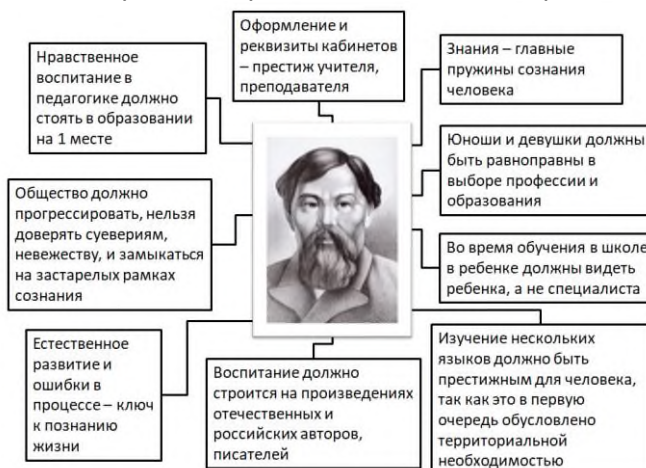 Оформление и
реквизиты кабинетов
– престиж учителя,
преподавателя
Нравственное
воспитание в
педагогике должно
стоять в образовании
на 1 месте
Знания – главные
пружины сознания
человека
Юноши и девушки должны
быть равноправны в
выборе профессии и
образования
Общество должно
прогрессировать, нельзя
доверять суевериям,
невежеству, и замыкаться
на застарелых рамках
сознания
Во время обучения в школе
в ребенке должны видеть
ребенка, а не специалиста
Естественное
развитие и
ошибки в
процессе – ключ
к познанию
жизни
Воспитание должно
строится на произведениях
отечественных и
российских авторов,
писателей
Изучение нескольких
языков должно быть
престижным для человека,
так как это в первую
очередь обусловлено
территориальной
необходимостью